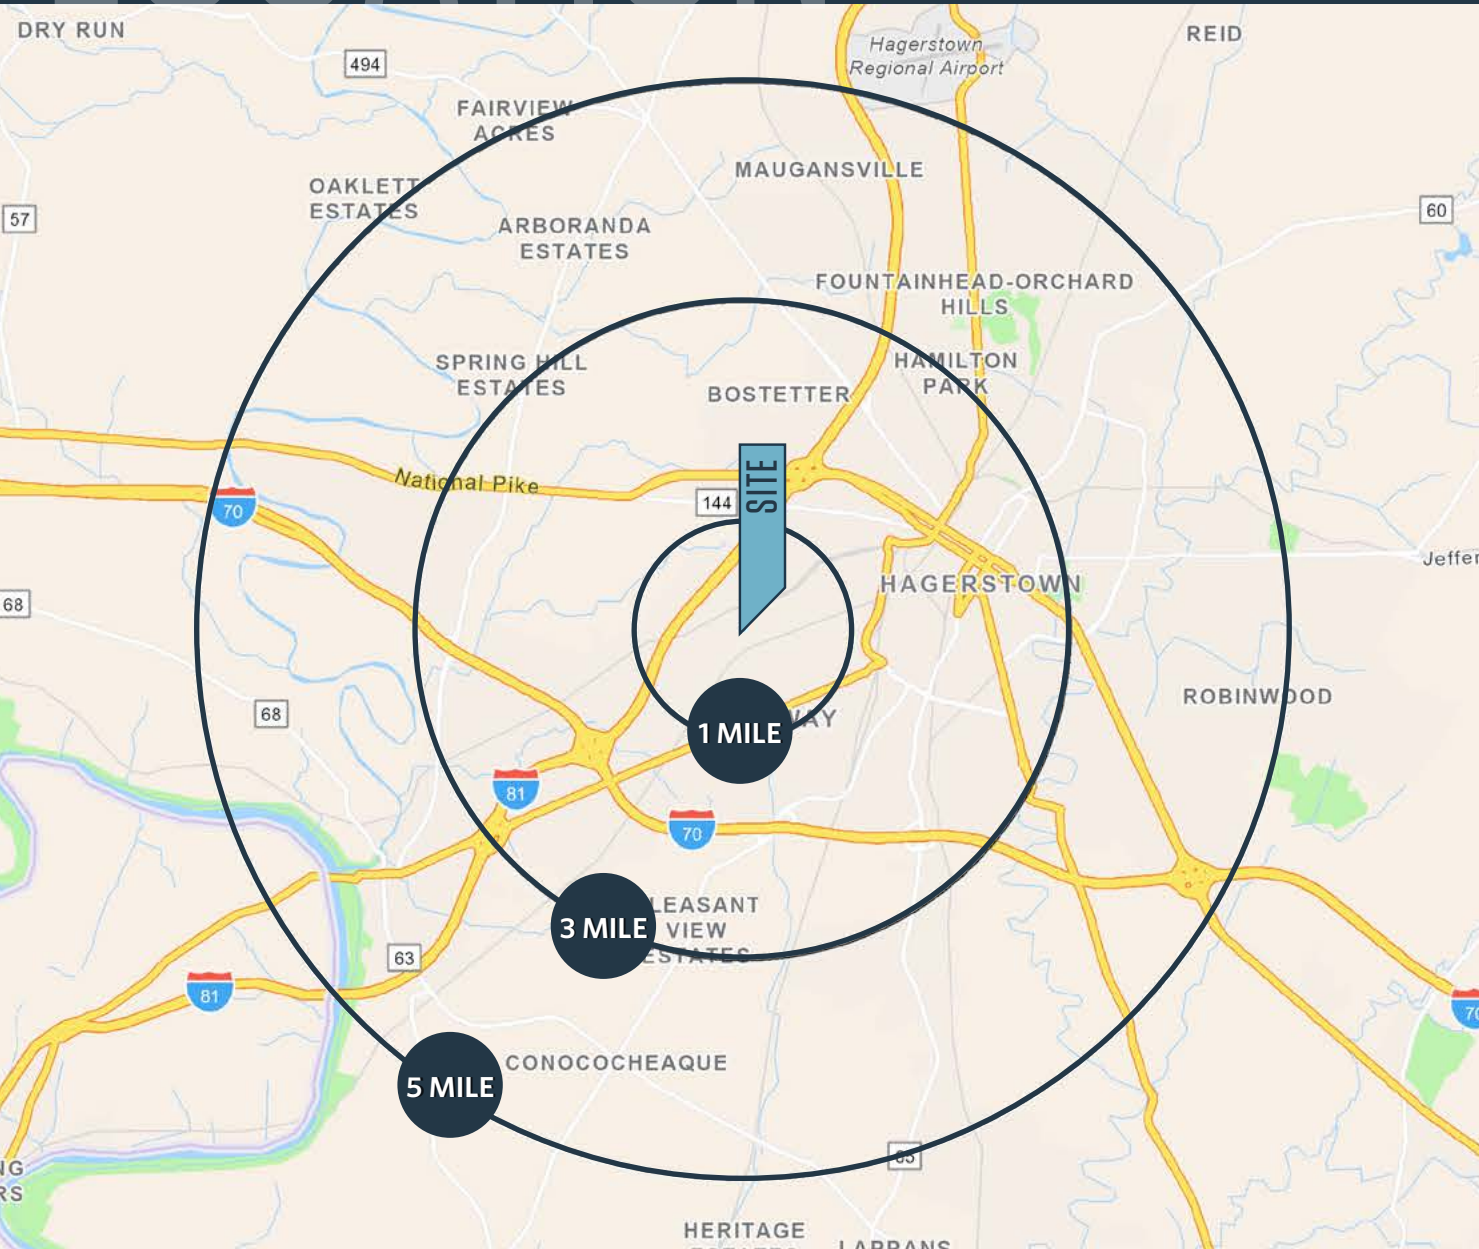 DRY RUN
Hagerstown
Regional Airport
REID
494
FAIRVIEW
ACRES
MAUGANSVILLE
OAKLETT
ESTATES
57
60
ARBORANDA
ESTATES
FOUNTAINHEAD-ORCHARD
HILLS
SPRING HILL
ESTATES
HAMILTON
PARK
BOSTETTER
SITE
National Pike
144
70
68
HAGERSTOWN
68
ROBINWOOD
1 MILE
81
70
3 MILE
VIEW
ESTATES
63
81
70
CONOCOCHEAQUE
5 MILE
HERITAGE